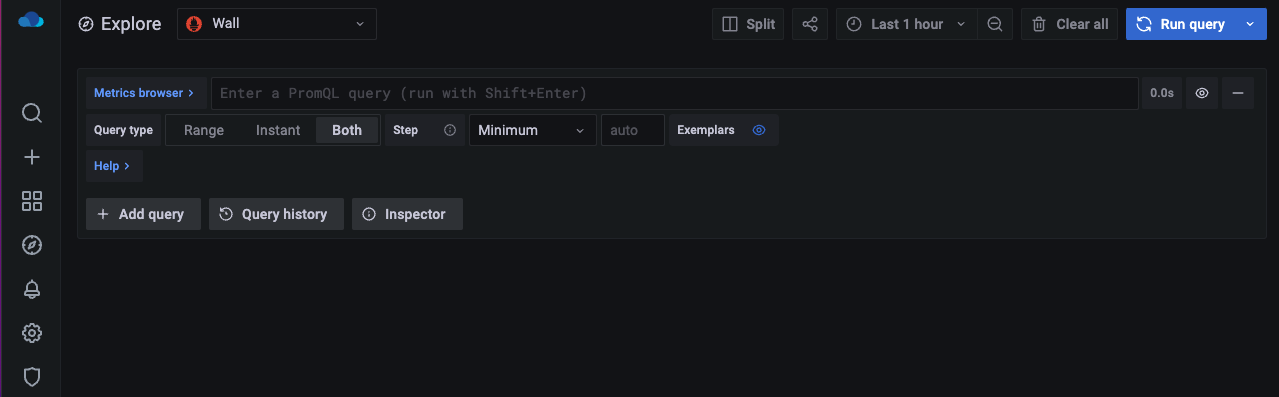 Explore Wall Split Last 1 hour Clear all Run query
Metrics browser > Enter a PromQL query (run with Shift+Enter) 0.0s
Query type Range Instant Both Step Minimum auto Exemplars
Help >
+ Add query Query history Inspector